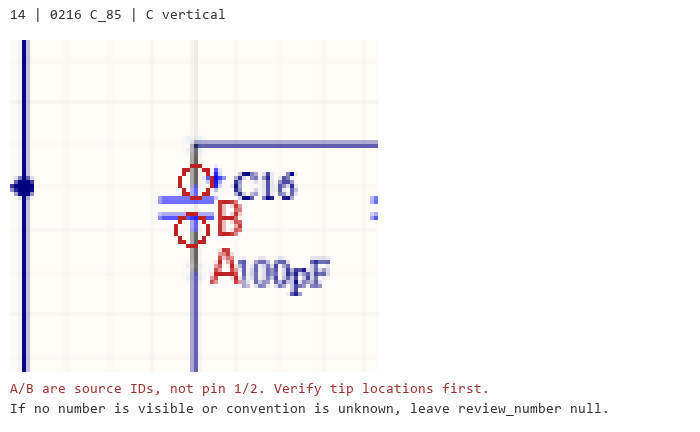 14 | 0216 C_85 | C vertical
+ C16
B
A 100pF
A/B are source IDs, not pin 1/2. Verify tip locations first.
If no number is visible or convention is unknown, leave review_number null.